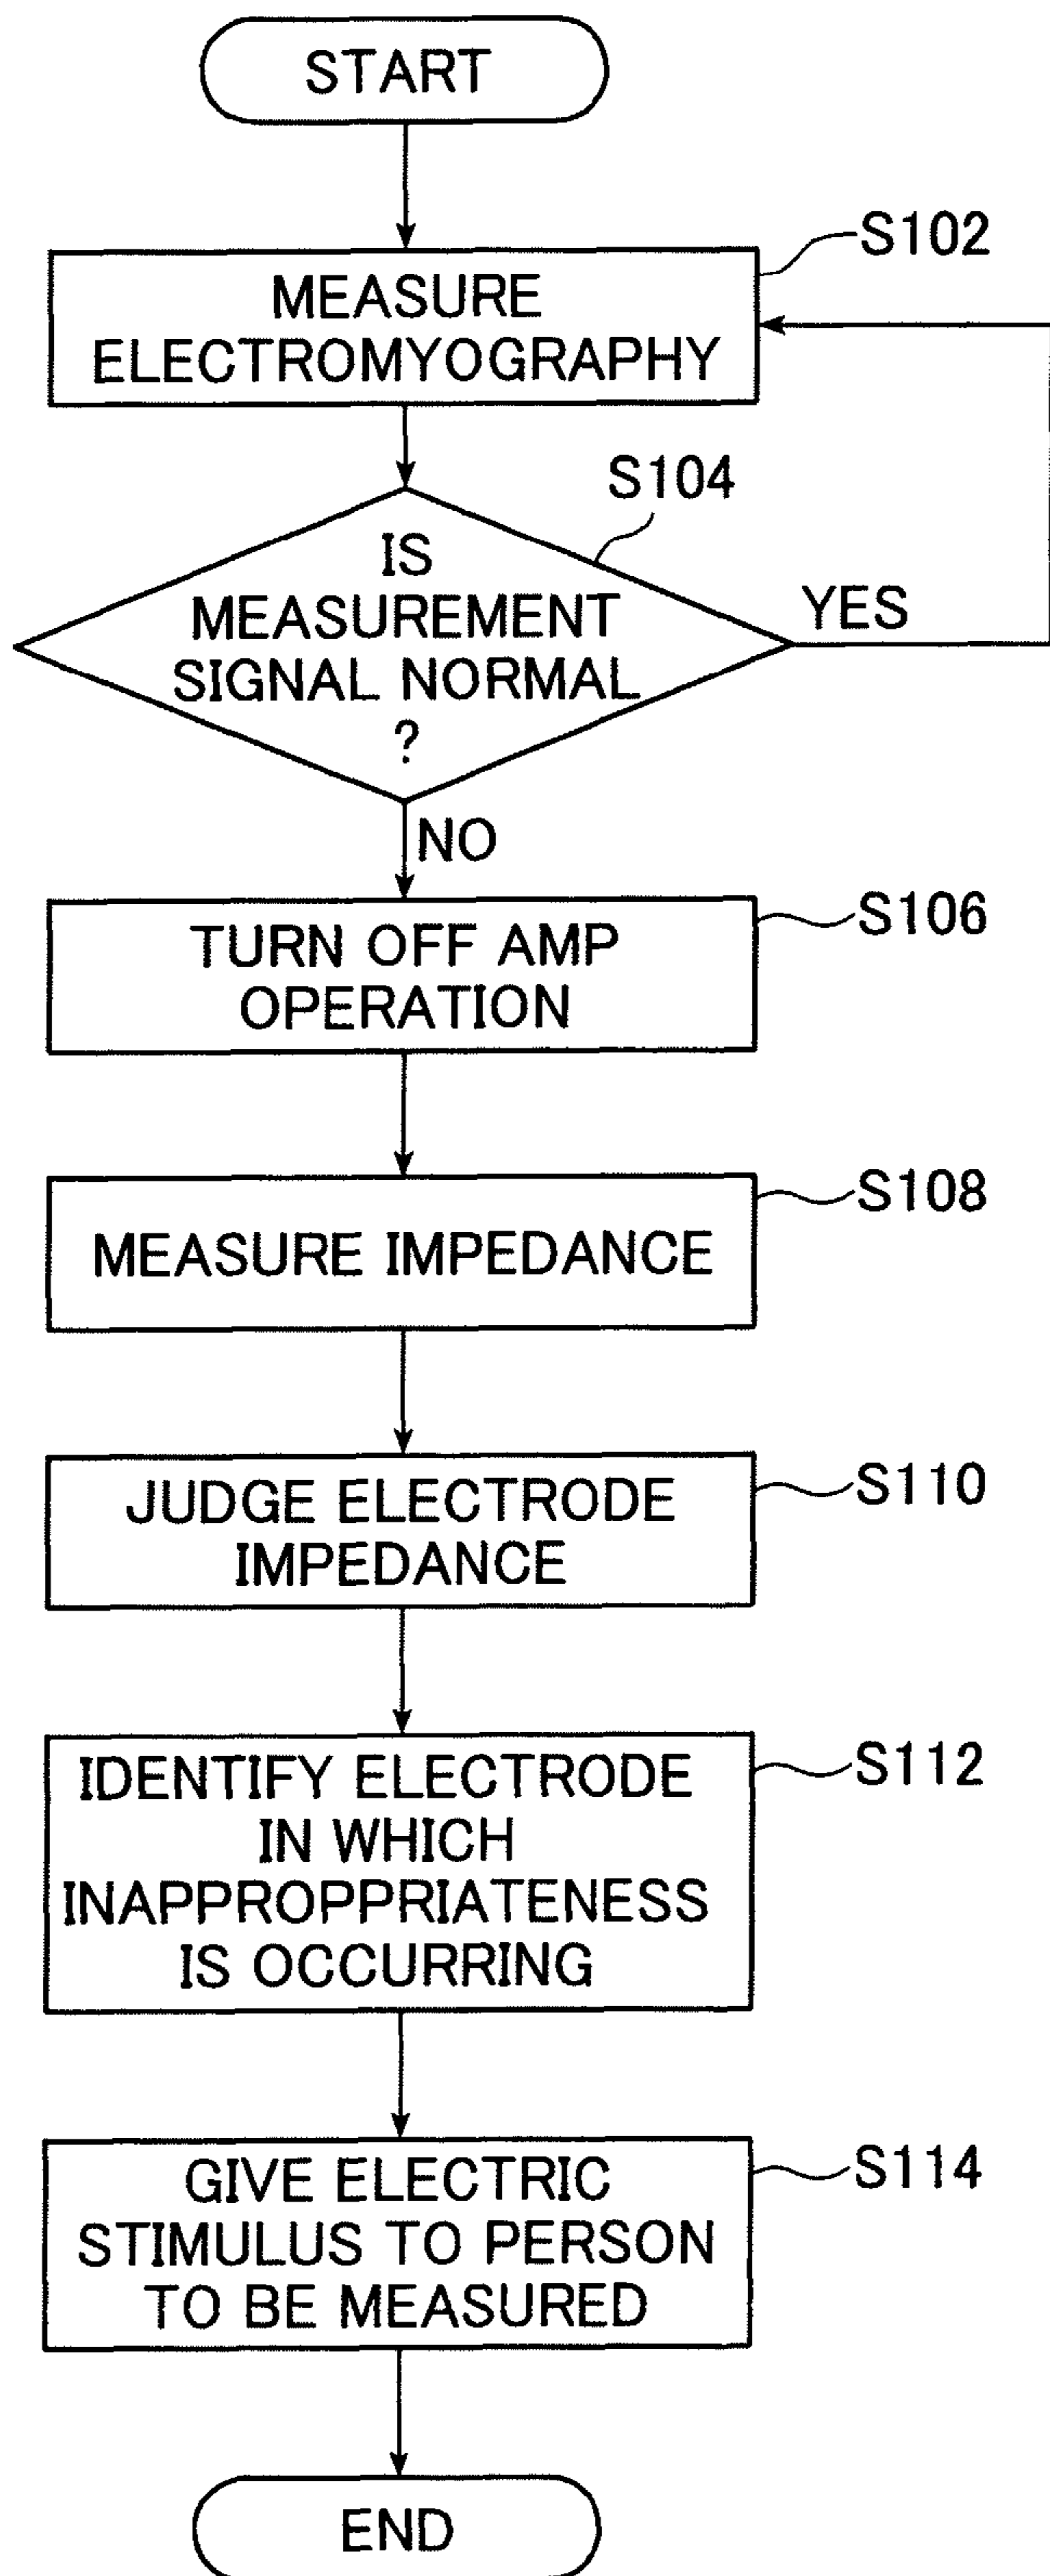 START
S102
MEASURE
ELECTROMYOGRAPHY
S104
IS
MEASUREMENT
SIGNAL NORMAL
?
YES
NO
S106
TURN OFF AMP
OPERATION
S108
MEASURE IMPEDANCE
S110
JUDGE ELECTRODE
IMPEDANCE
S112
IDENTIFY ELECTRODE
IN WHICH
INAPPROPPRIATENESS
IS OCCURRING
S114
GIVE ELECTRIC
STIMULUS TO PERSON
TO BE MEASURED
END